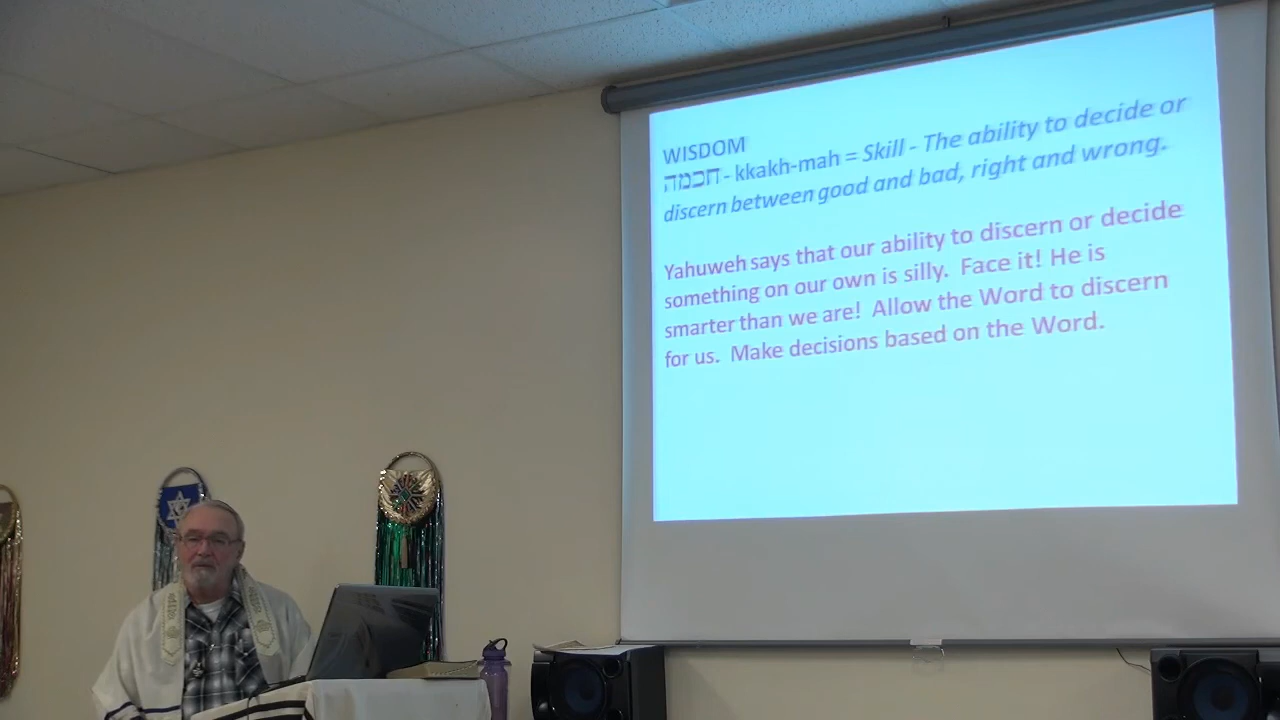 WISDOM
חכמה - kkakh-mah = Skill - The ability to decide or
discern between good and bad, right and wrong.
Yahuweh says that our ability to discern or decide
something on our own is silly. Face it! He is
smarter than we are! Allow the Word to discern
for us. Make decisions based on the Word.